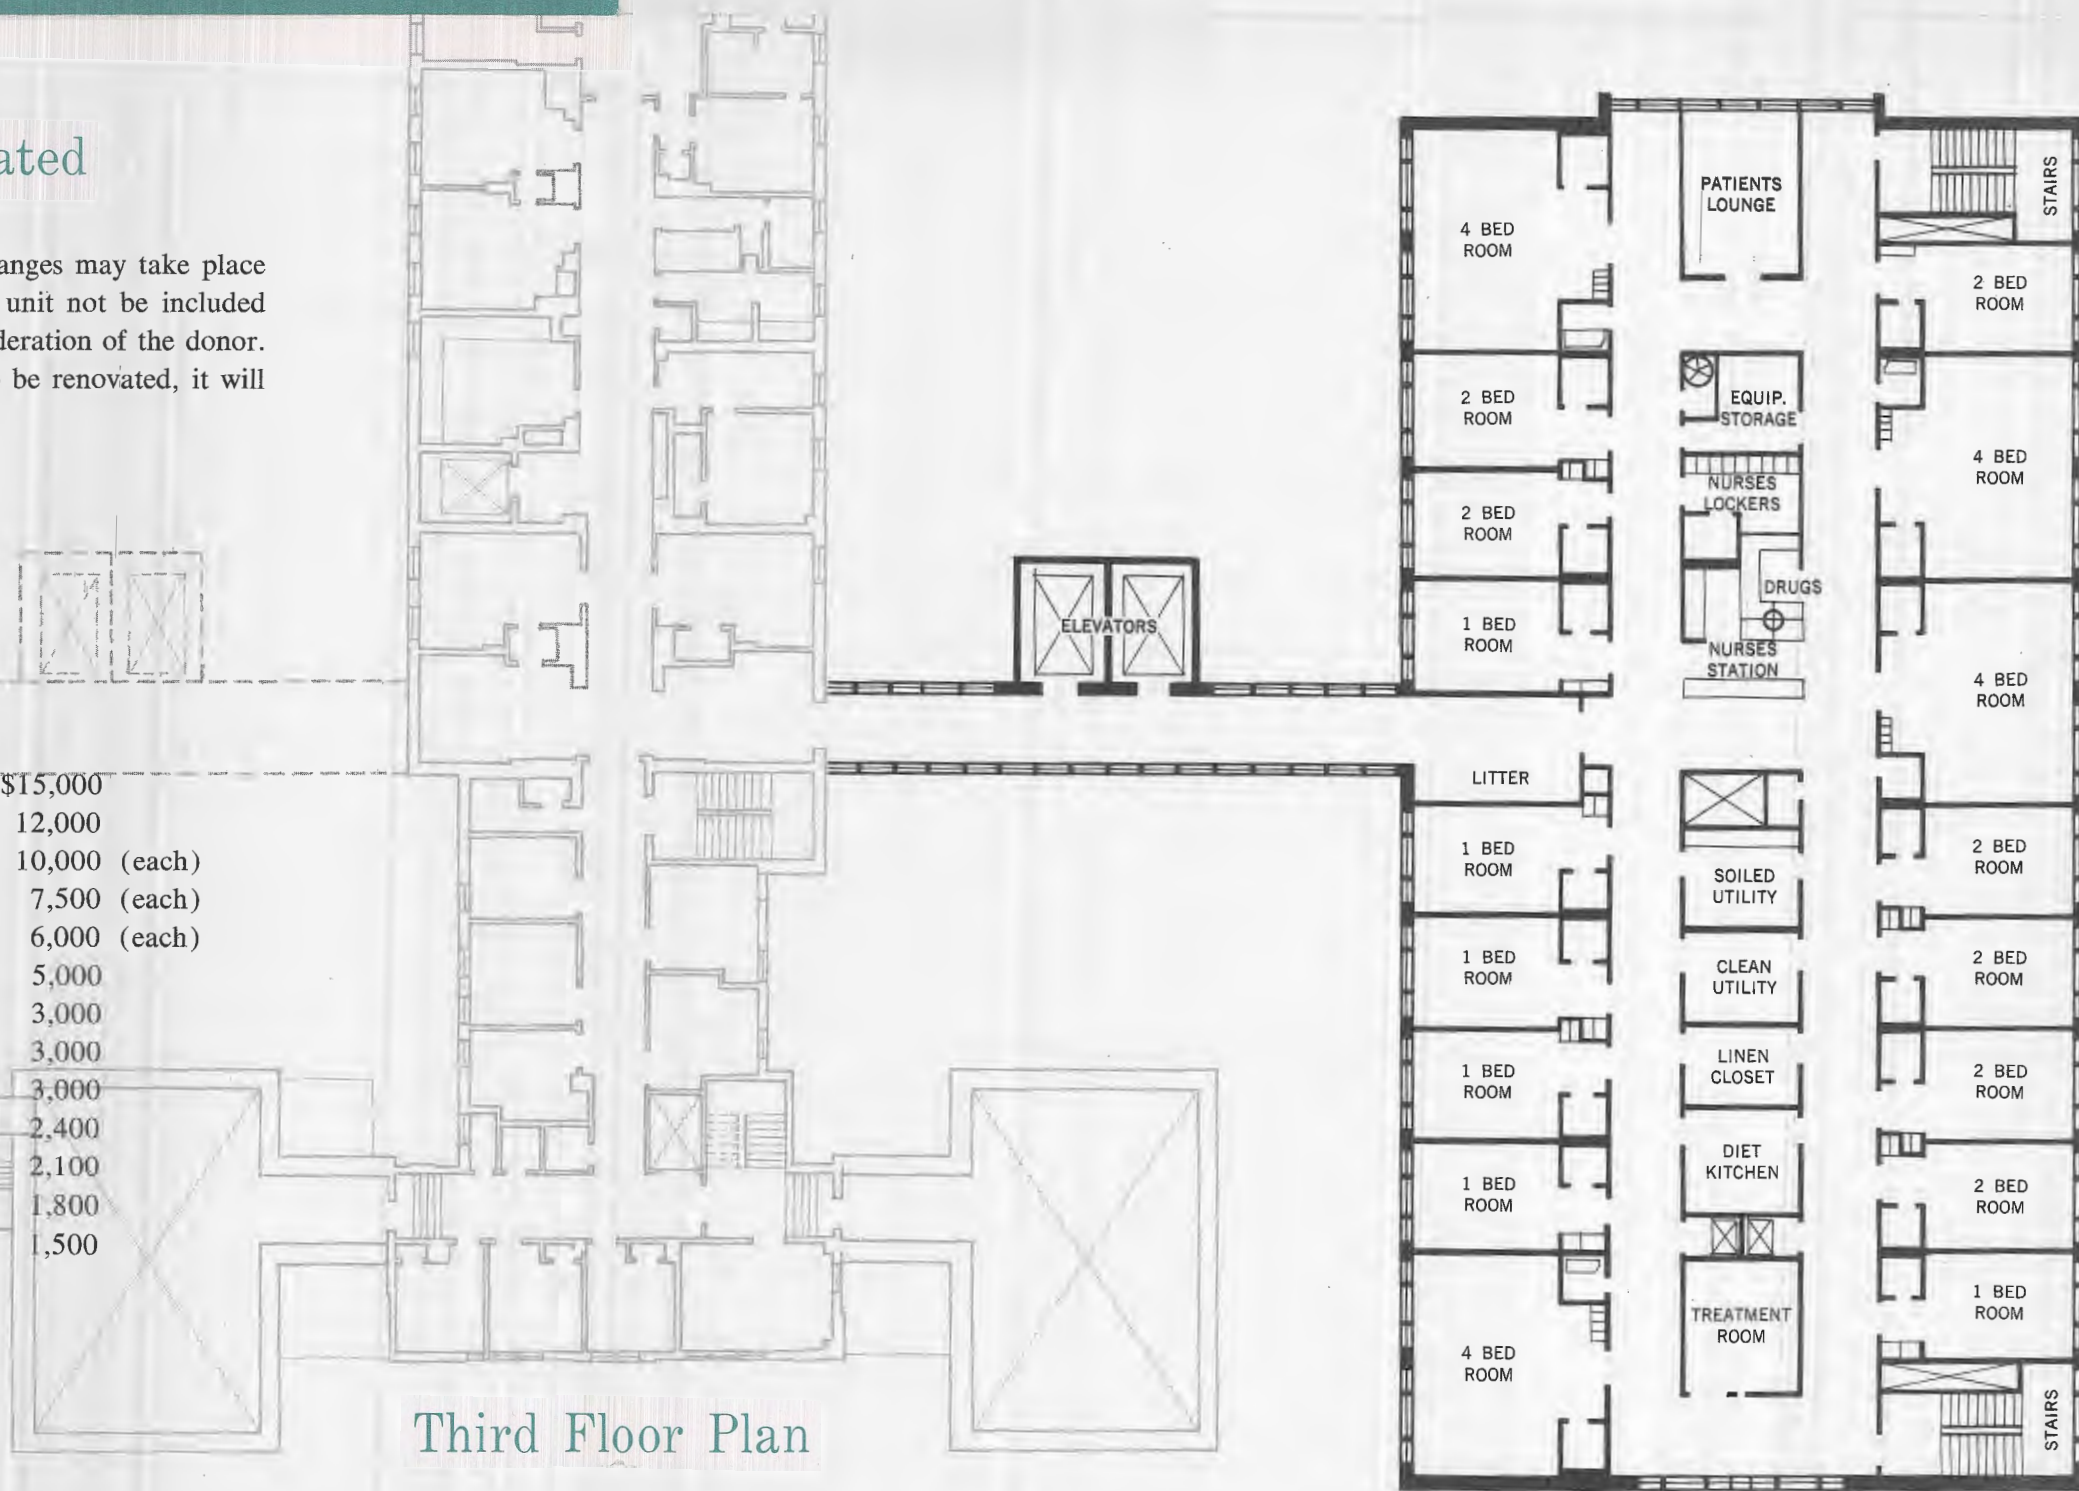 ated
anges may take place
unit not be included
deration of the donor.
be renovated, it will
$15,000
12,000
10,000 (each)
7,500 (each)
6,000 (each)
5,000
3,000
3,000
3,000
2,400
2,100
1,800
1,500
Third Floor Plan
ELEVATORS
4 BED
ROOM
2 BED
ROOM
2 BED
ROOM
1 BED
ROOM
LITTER
1 BED
ROOM
1 BED
ROOM
1 BED
ROOM
1 BED
ROOM
4 BED
ROOM
PATIENTS
LOUNGE
EQUIP.
STORAGE
NURSES
LOCKERS
DRUGS
NURSES
STATION
SOILED
UTILITY
CLEAN
UTILITY
LINEN
CLOSET
DIET
KITCHEN
TREATMENT
ROOM
STAIRS
2 BED
ROOM
4 BED
ROOM
4 BED
ROOM
2 BED
ROOM
2 BED
ROOM
2 BED
ROOM
2 BED
ROOM
1 BED
ROOM
STAIRS